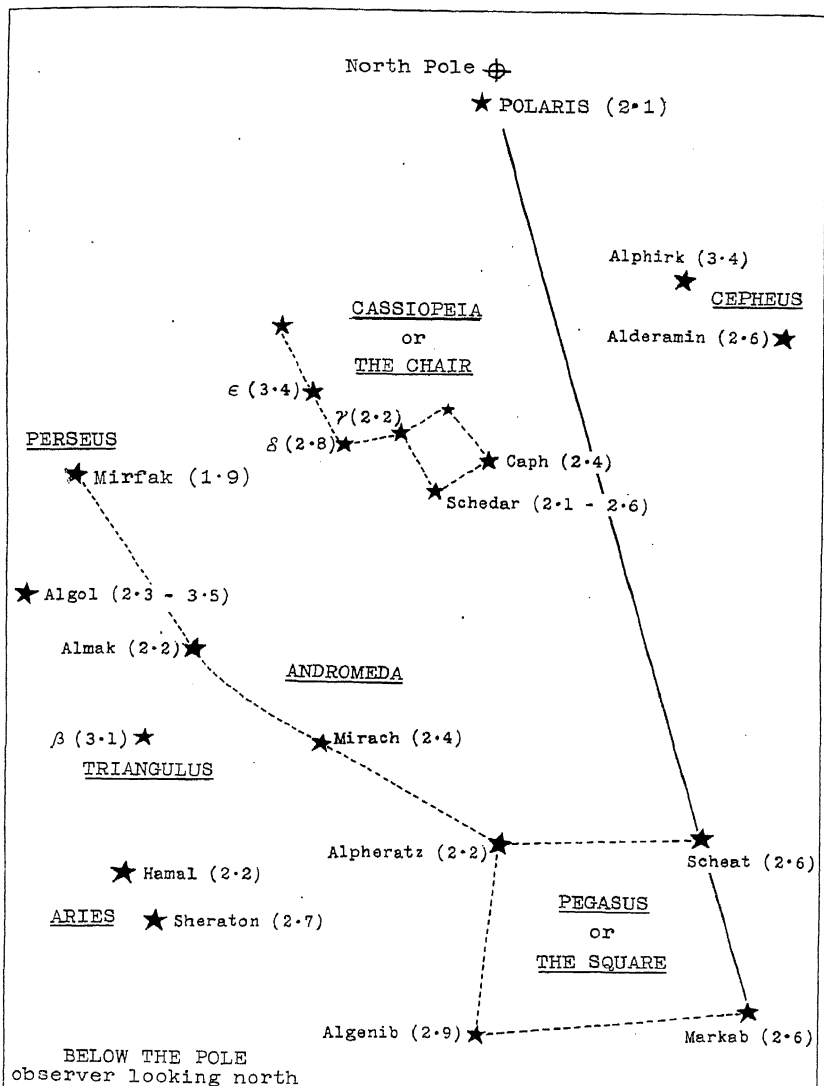 North Pole
POLARIS (2·1)
Alphirk (3·4)
CEPHEUS
Alderamin (2·6)
CASSIOPEIA
or
THE CHAIR
ϵ (3·4)
γ (2·2)
δ (2·8)
Caph (2·4)
Schedar (2·1 - 2·6)
PERSEUS
Mirfak (1·9)
Algol (2·3 - 3·5)
Almak (2·2)
ANDROMEDA
β (3·1)
Mirach (2·4)
TRIANGULUS
Alpheratz (2·2)
Scheat (2·6)
Hamal (2·2)
ARIES
Sheraton (2·7)
PEGASUS
or
THE SQUARE
Algenib (2·9)
Markab (2·6)
BELOW THE POLE
observer looking north